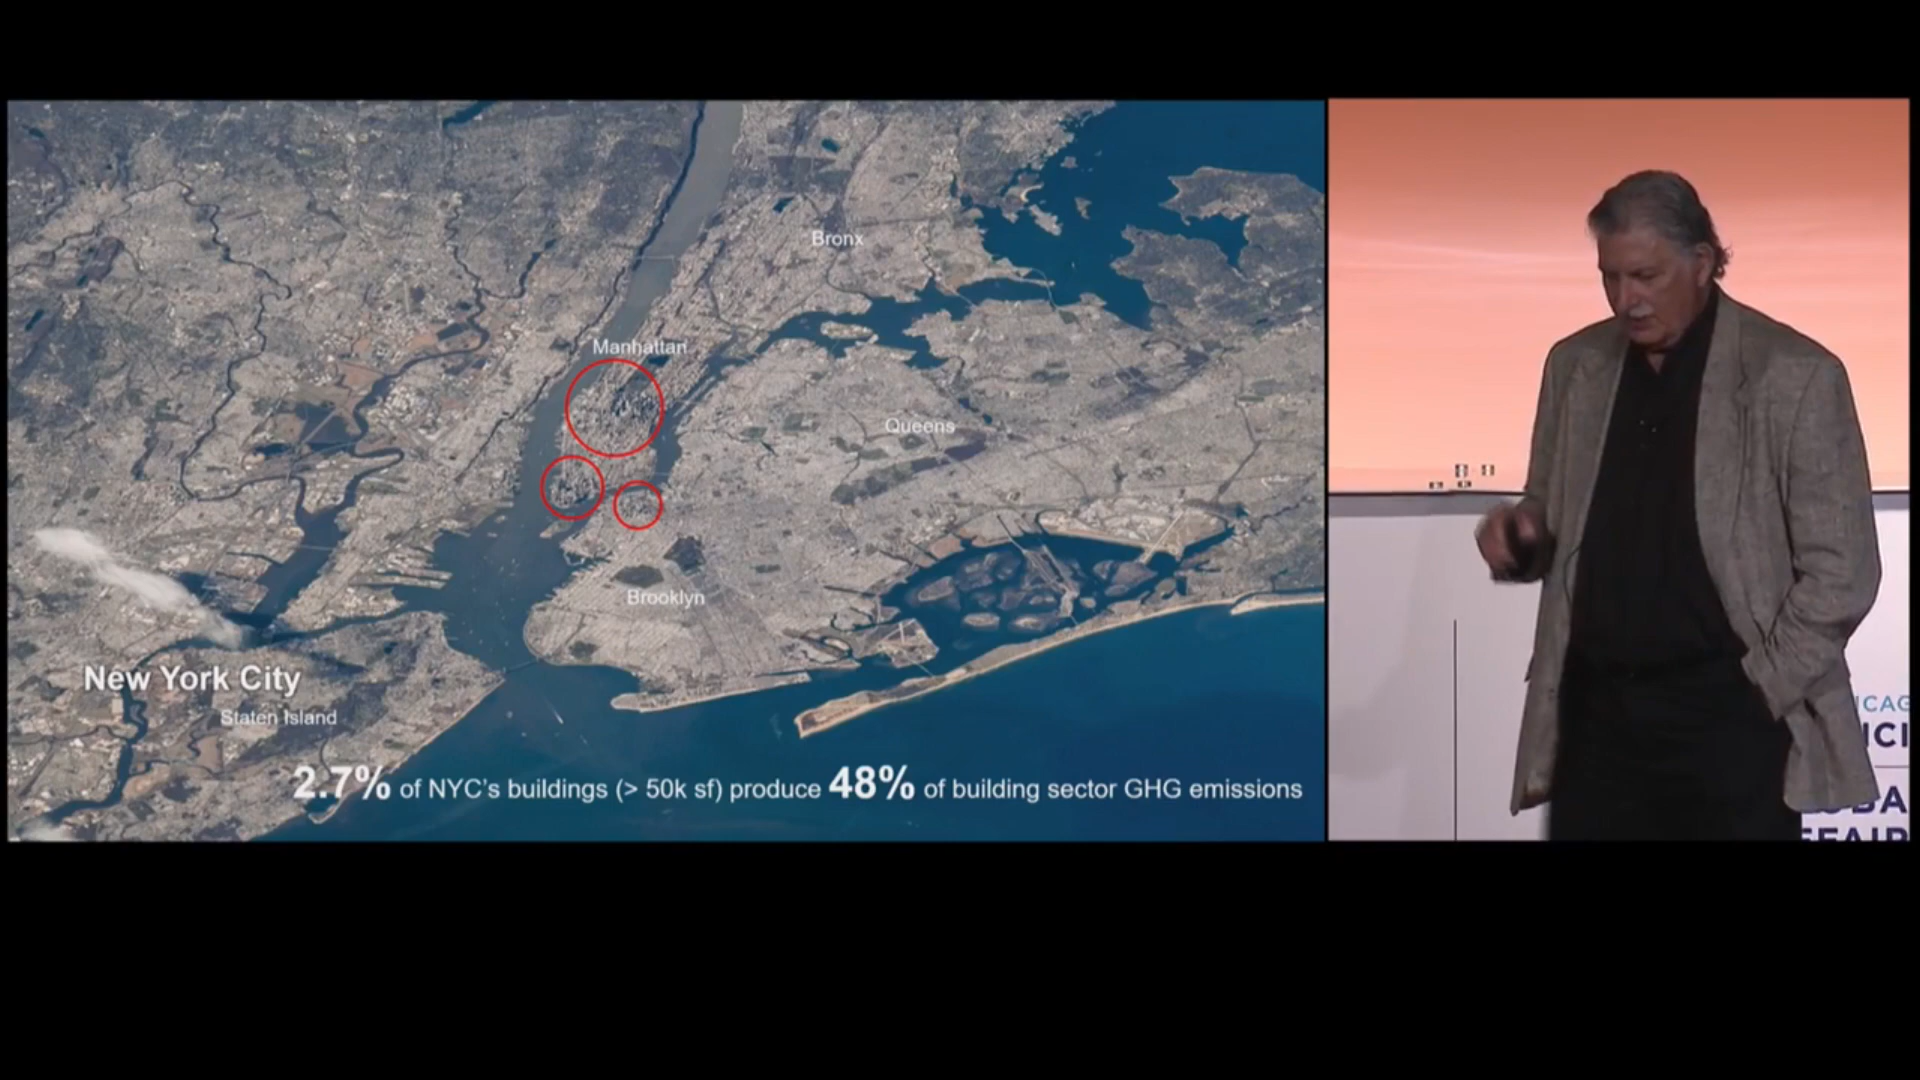 Bronx
Manhattan
Queens
Brooklyn
New York City
Staten Island
2.7% of NYC's buildings (> 50k sf) produce 48% of building sector GHG emissions